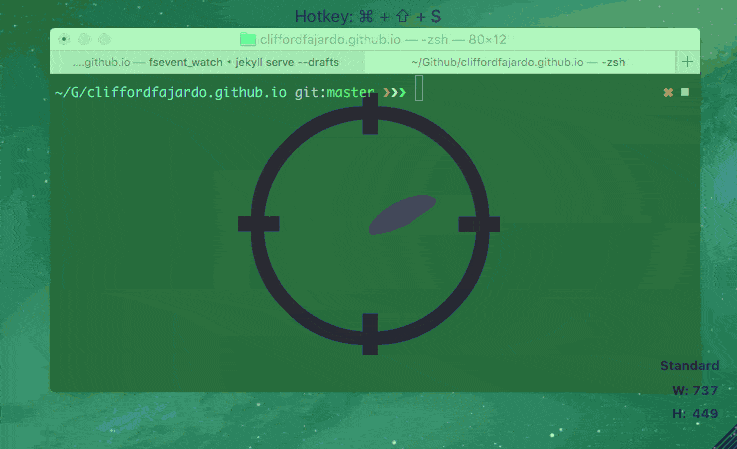 Hotkey: ⌘ + ⇧ + S
cliffordfajardo.github.io — -zsh — 80×12
....github.io — fsevent_watch • jekyll serve --drafts
~/Github/cliffordfajardo.github.io — -zsh
~/G/cliffordfajardo.github.io git:master ❯❯❯
Standard
W: 737
H: 449